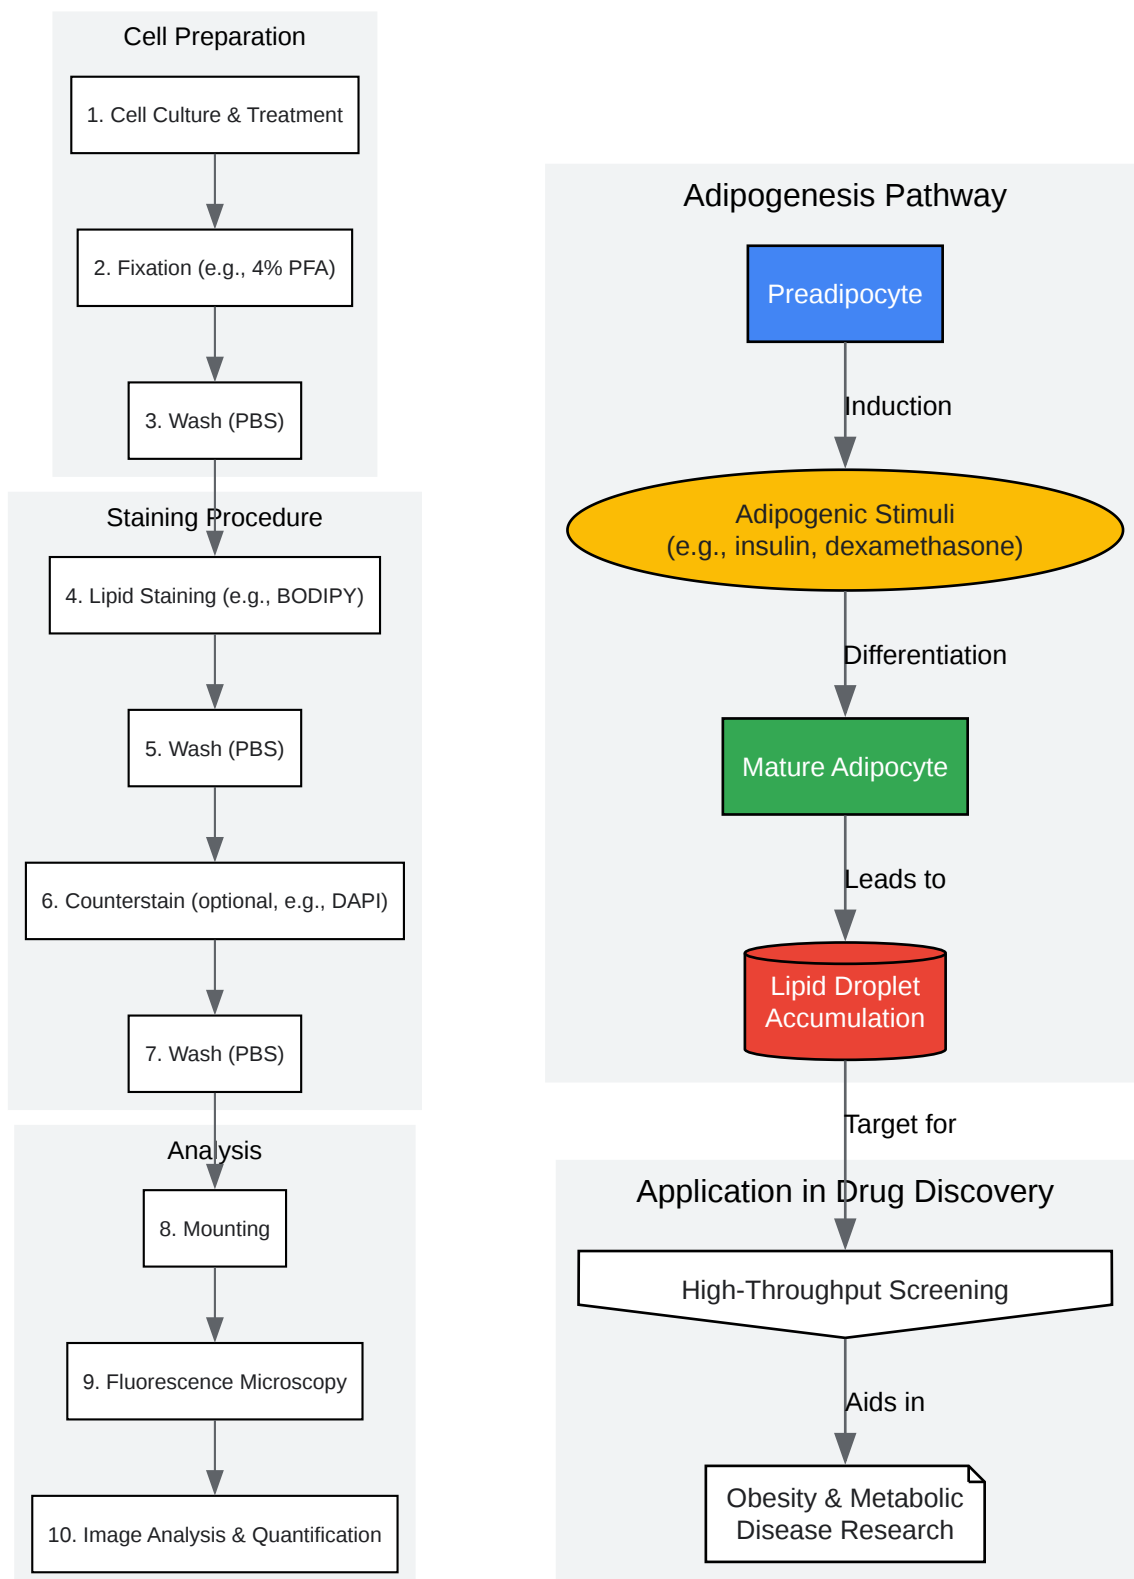 Cell Preparation
1. Cell Culture & Treatment
2. Fixation (e.g., 4% PFA)
3. Wash (PBS)
Staining Procedure
4. Lipid Staining (e.g., BODIPY)
5. Wash (PBS)
6. Counterstain (optional, e.g., DAPI)
7. Wash (PBS)
Analysis
8. Mounting
9. Fluorescence Microscopy
10. Image Analysis & Quantification
Adipogenesis Pathway
Preadipocyte
Induction
Adipogenic Stimuli
(e.g., insulin, dexamethasone)
Differentiation
Mature Adipocyte
Leads to
Lipid Droplet
Accumulation
Target for
Application in Drug Discovery
High-Throughput Screening
Aids in
Obesity & Metabolic
Disease Research